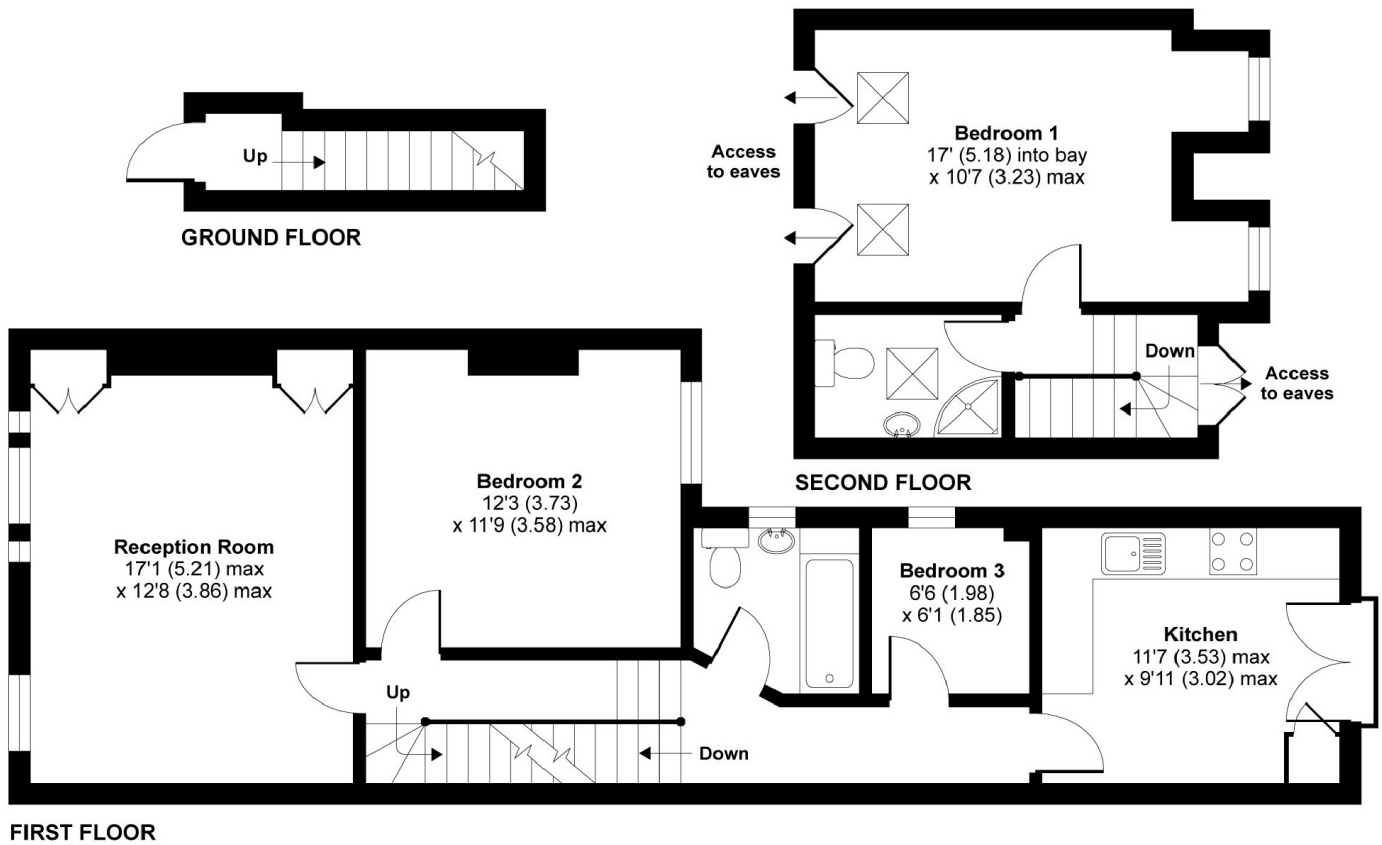 Up
GROUND FLOOR
Bedroom 1
17' (5.18) into bay
x 10'7 (3.23) max
Access
to eaves
Down
Access
to eaves
SECOND FLOOR
Reception Room
17'1 (5.21) max
x 12'8 (3.86) max
Bedroom 2
12'3 (3.73)
x 11'9 (3.58) max
Bedroom 3
6'6 (1.98)
x 6'1 (1.85)
Kitchen
11'7 (3.53) max
x 9'11 (3.02) max
Up
Down
FIRST FLOOR